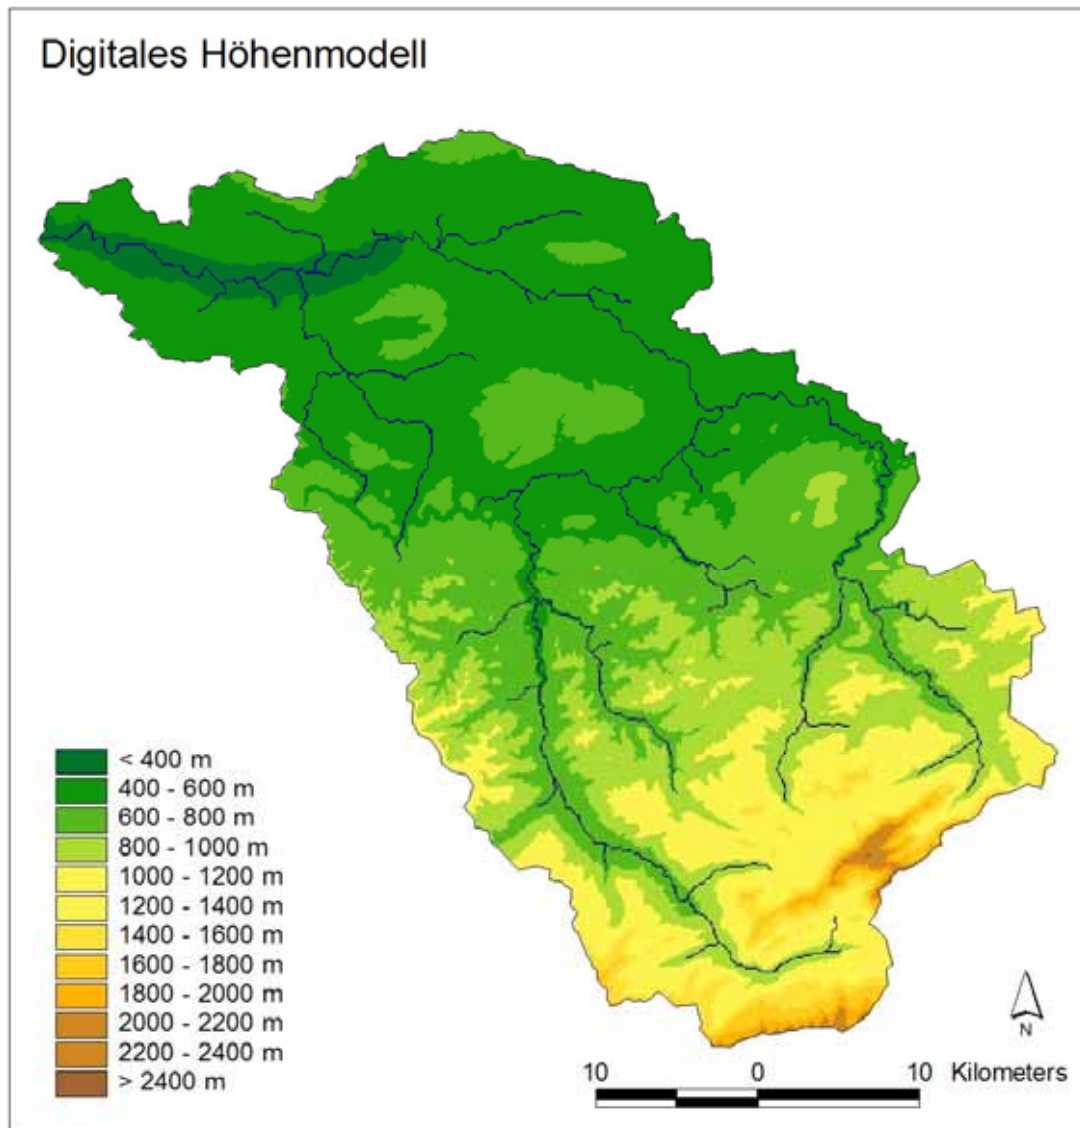 Digitales Höhenmodell
< 400 m
400 - 600 m
600 - 800 m
800 - 1000 m
1000 - 1200 m
1200 - 1400 m
1400 - 1600 m
1600 - 1800 m
1800 - 2000 m
2000 - 2200 m
2200 - 2400 m
> 2400 m
N
10 0 10 Kilometers